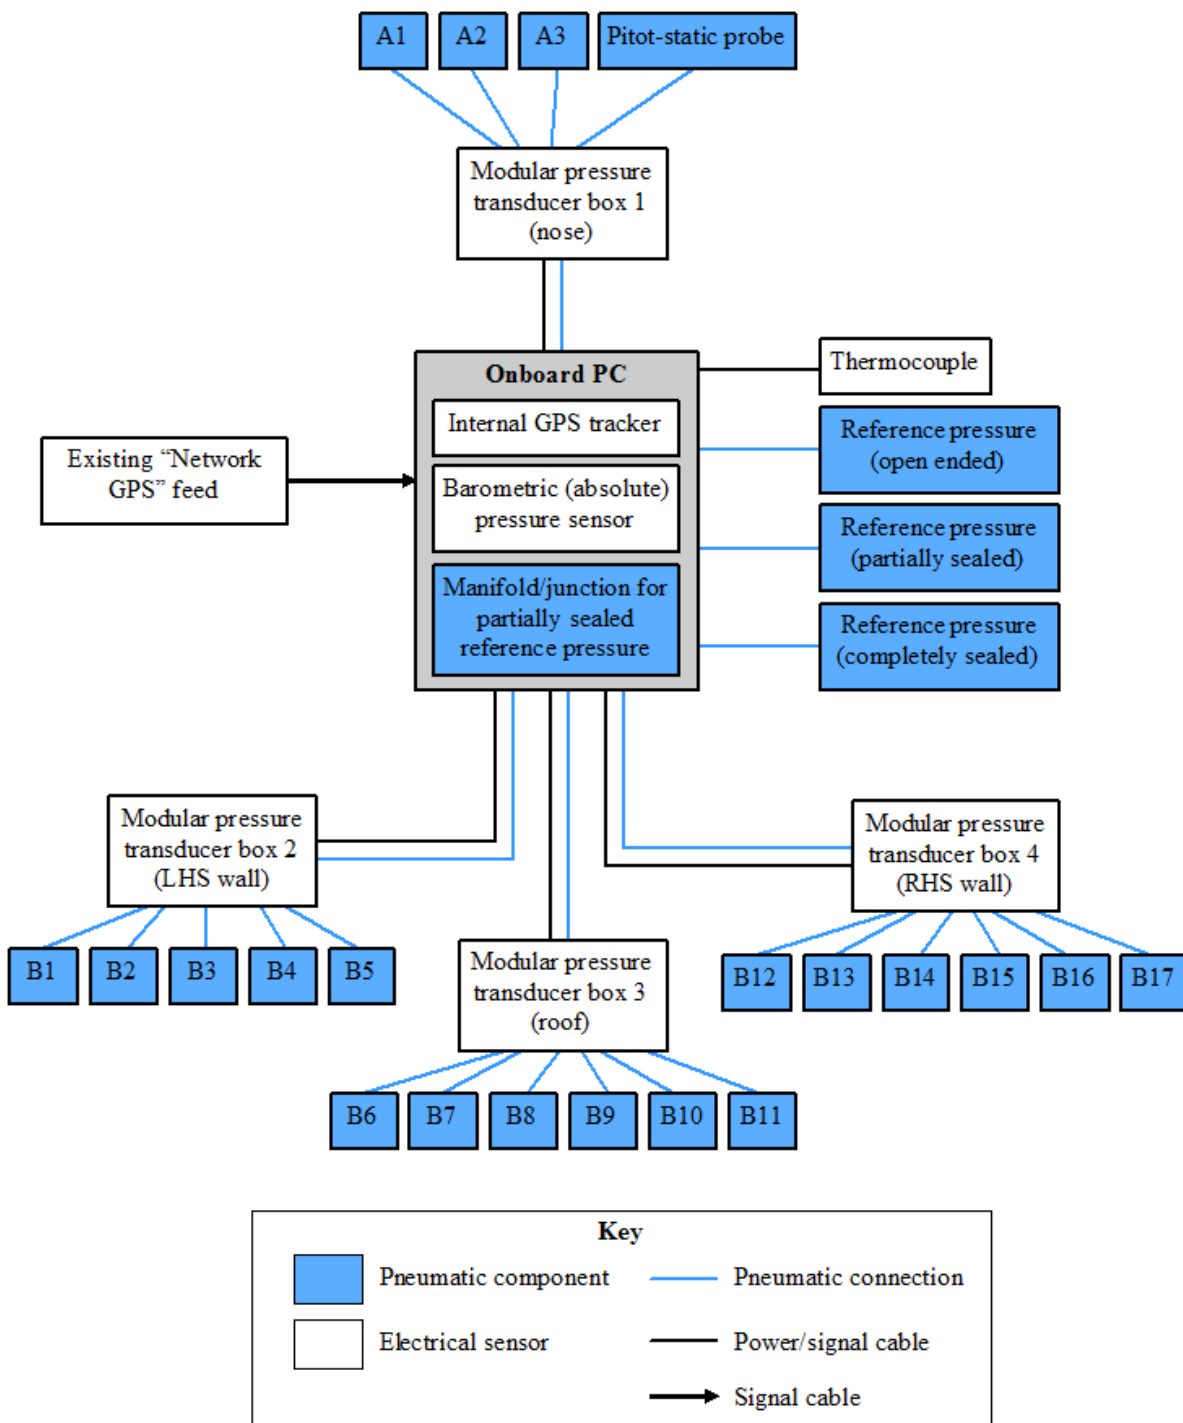 A1
A2
A3
Pitot-static probe
Modular pressure
transducer box 1
(nose)
Onboard PC
Internal GPS tracker
Barometric (absolute)
pressure sensor
Manifold/junction for
partially sealed
reference pressure
Existing “Network
GPS” feed
Thermocouple
Reference pressure
(open ended)
Reference pressure
(partially sealed)
Reference pressure
(completely sealed)
Modular pressure
transducer box 2
(LHS wall)
B1
B2
B3
B4
B5
Modular pressure
transducer box 3
(roof)
B6
B7
B8
B9
B10
B11
Modular pressure
transducer box 4
(RHS wall)
B12
B13
B14
B15
B16
B17
Key
Pneumatic component
Pneumatic connection
Electrical sensor
Power/signal cable
Signal cable